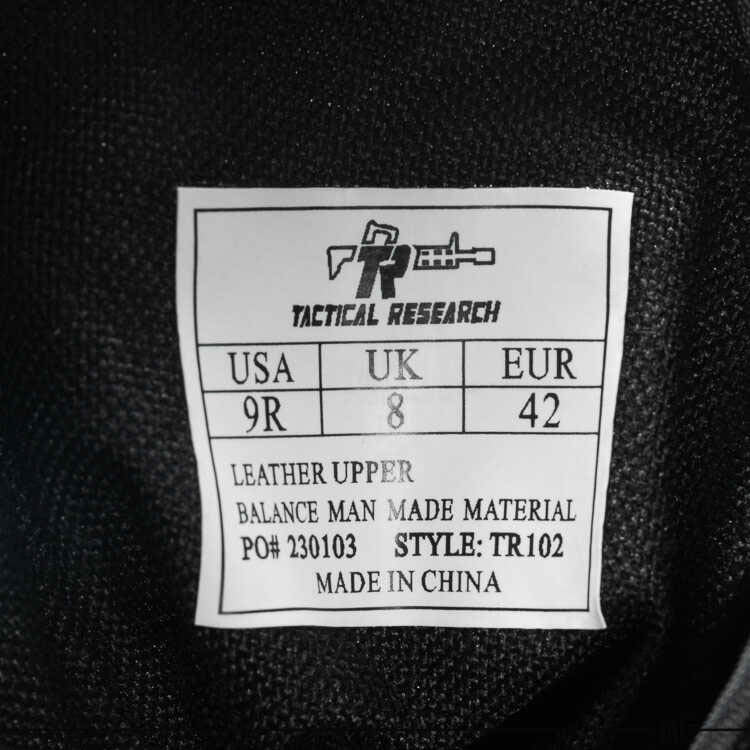 TR
TACTICAL RESEARCH
USA UK EUR
9R 8 42
LEATHER UPPER
BALANCE MAN MADE MATERIAL
PO# 230103 STYLE: TR102
MADE IN CHINA